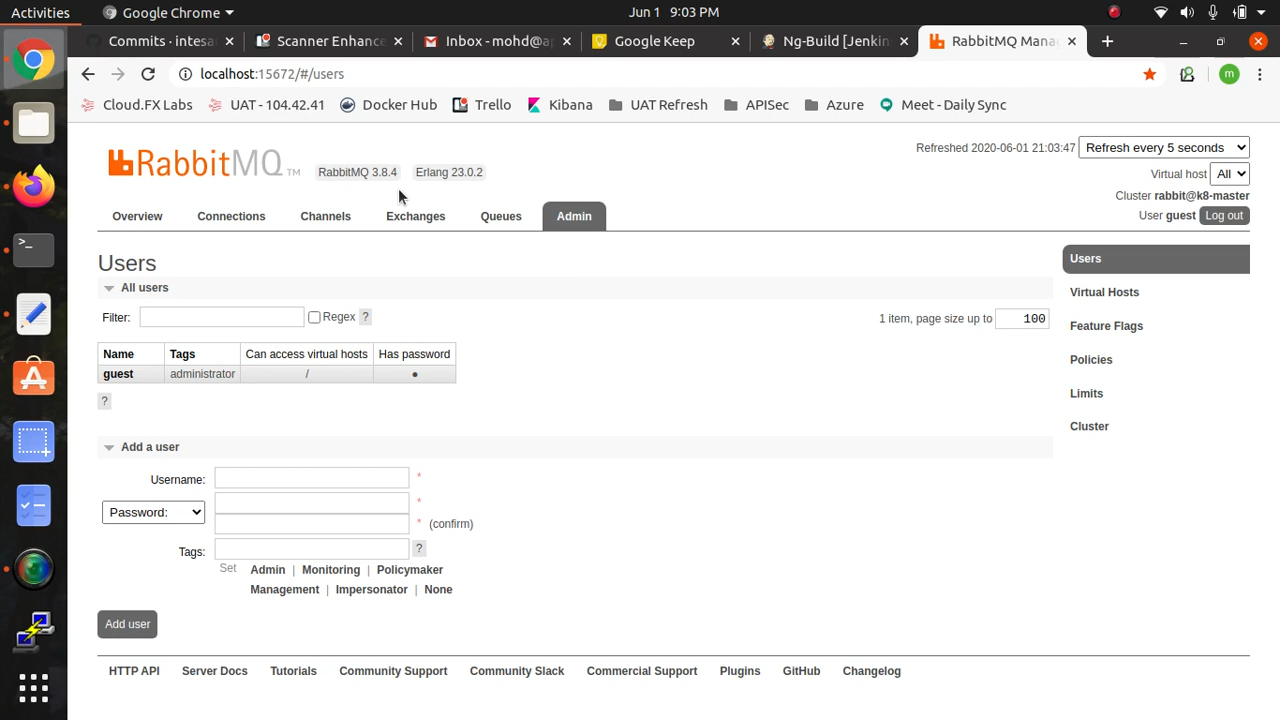 Activities Google Chrome Jun 1 9:03 PM
Commits · intesa Scanner Enhance Inbox - mohd@ap Google Keep Ng-Build [Jenkin RabbitMQ Mana
localhost:15672/#/users m
Cloud.FX Labs UAT - 104.42.41 Docker Hub Trello Kibana UAT Refresh APISec Azure Meet - Daily Sync
RabbitMQ TM RabbitMQ 3.8.4 Erlang 23.0.2
Refreshed 2020-06-01 21:03:47 Refresh every 5 seconds
Virtual host All
Cluster rabbit@k8-master
User guest Log out
Overview Connections Channels Exchanges Queues Admin
Users
All users
Filter: Regex ? 1 item, page size up to 100
Name Tags Can access virtual hosts Has password
guest administrator / ●
?
Add a user
Username: *
Password: *
* (confirm)
Tags: ?
Set Admin | Monitoring | Policymaker
Management | Impersonator | None
Add user
Users
Virtual Hosts
Feature Flags
Policies
Limits
Cluster
HTTP API Server Docs Tutorials Community Support Community Slack Commercial Support Plugins GitHub Changelog